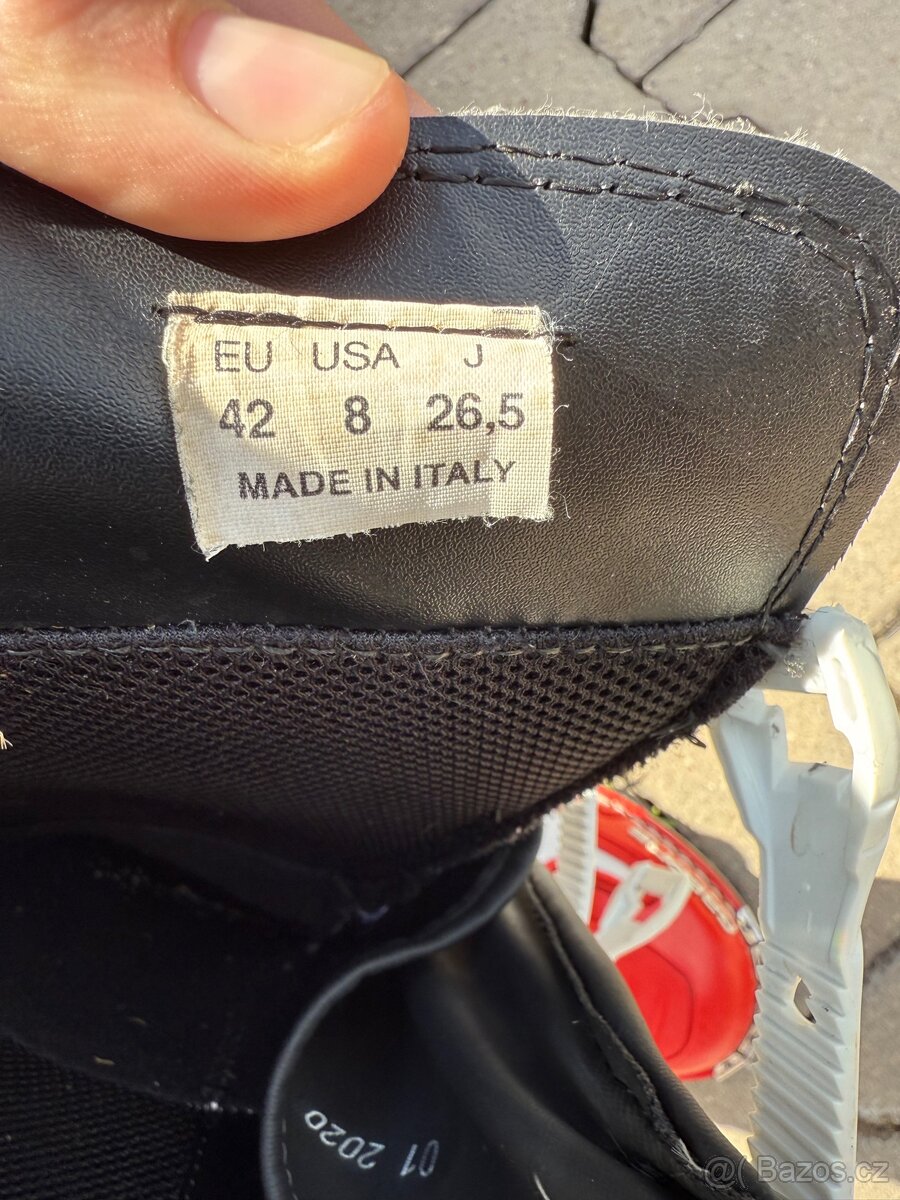 EU USA J
42 8 26,5
MADE IN ITALY
01 2020
@( Bazos.cz